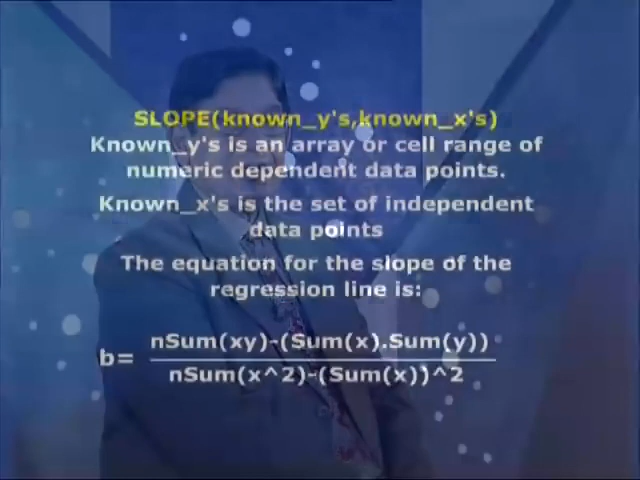 SLOPE(known_y's,known_x's)
Known_y's is an array or cell range of
numeric dependent data points.
Known_x's is the set of independent
data points
The equation for the slope of the
regression line is:
b= nSum(xy)-(Sum(x).Sum(y))
nSum(x^2)-(Sum(x))^2